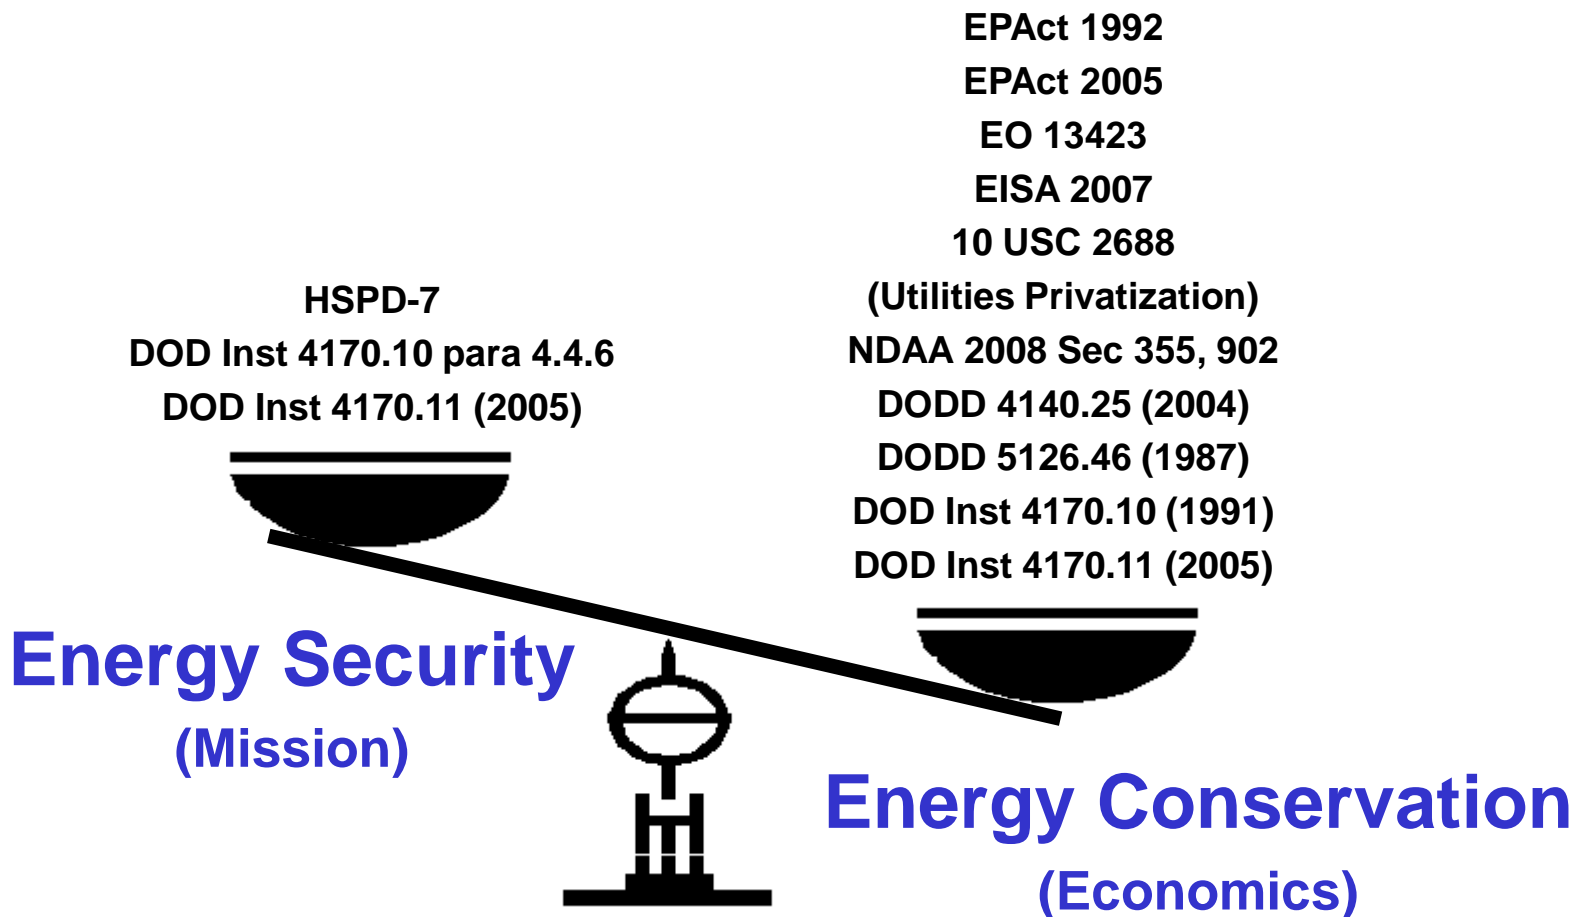 HSPD-7
DOD Inst 4170.10 para 4.4.6
DOD Inst 4170.11 (2005)
Energy Security
(Mission)
EPAct 1992
EPAct 2005
EO 13423
EISA 2007
10 USC 2688
(Utilities Privatization)
NDAA 2008 Sec 355, 902
DODD 4140.25 (2004)
DODD 5126.46 (1987)
DOD Inst 4170.10 (1991)
DOD Inst 4170.11 (2005)
Energy Conservation
(Economics)